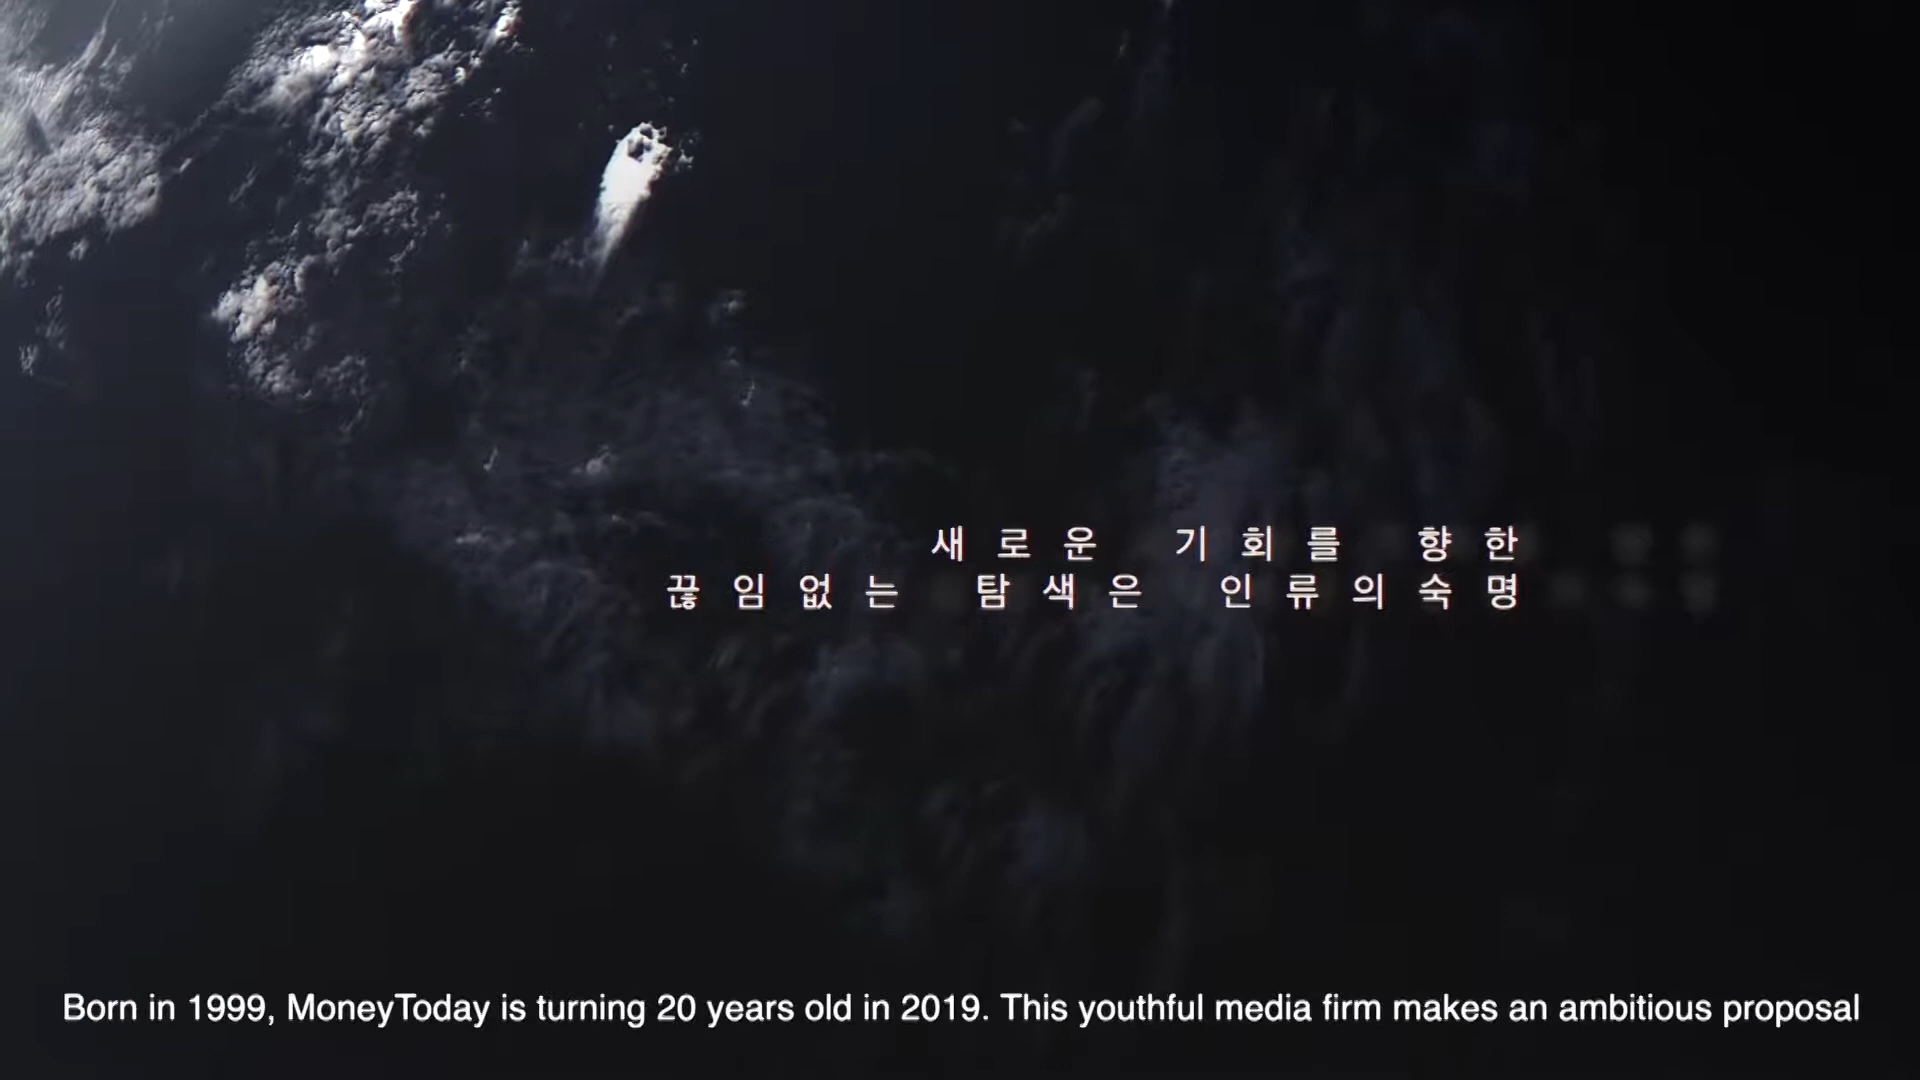 새로운 기회를 향한
끊임없는 탐색은 인류의숙명
Born in 1999, MoneyToday is turning 20 years old in 2019. This youthful media firm makes an ambitious proposal